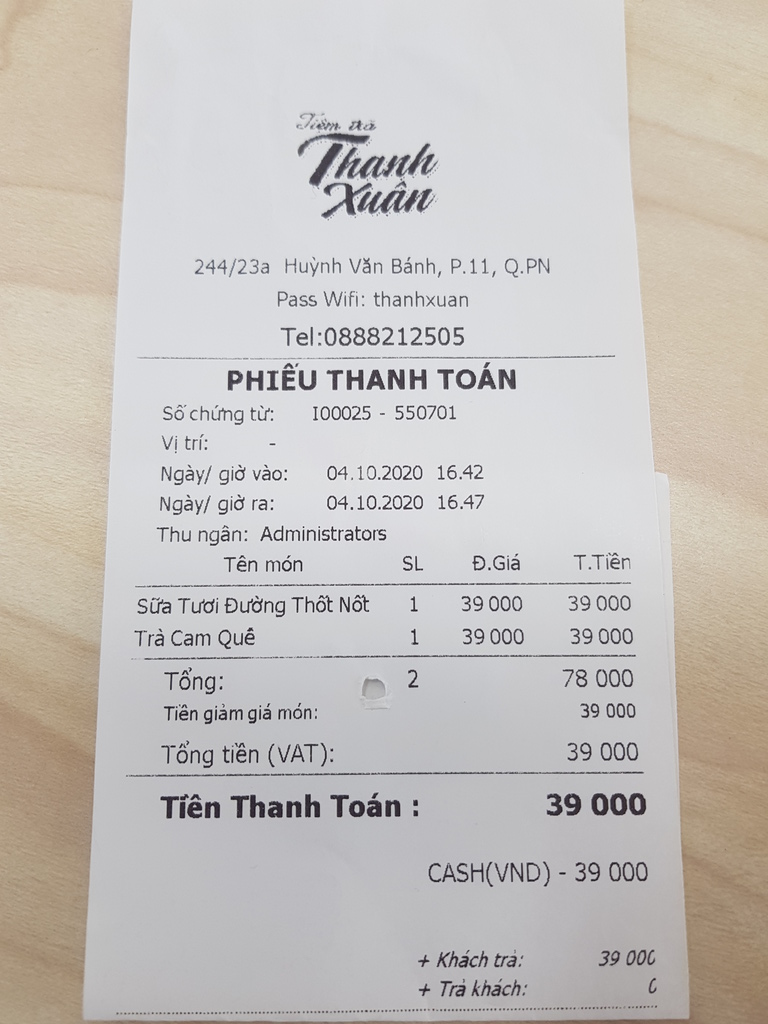 Tiệm trà
Thanh
Xuân
244/23a Huỳnh Văn Bánh, P.11, Q.PN
Pass Wifi: thanhxuan
Tel:0888212505
PHIẾU THANH TOÁN
Số chứng từ: I00025 - 550701
Vị trí: -
Ngày/ giờ vào: 04.10.2020 16.42
Ngày/ giờ ra: 04.10.2020 16.47
Thu ngân: Administrators
Tên món SL Đ.Giá T.Tiền
Sữa Tươi Đường Thốt Nốt 1 39 000 39 000
Trà Cam Quế 1 39 000 39 000
Tổng: 2 78 000
Tiền giảm giá món: 39 000
Tổng tiền (VAT): 39 000
Tiền Thanh Toán : 39 000
CASH(VND) - 39 000
+ Khách trả: 39 000
+ Trả khách: 0